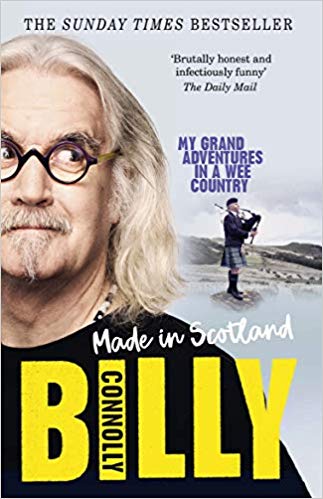 THE SUNDAY TIMES BESTSELLER
‘Brutally honest and
infectiously funny’
The Daily Mail
MY GRAND
ADVENTURES
IN A WEE
COUNTRY
Made in Scotland
BILLY
CONNOLLY